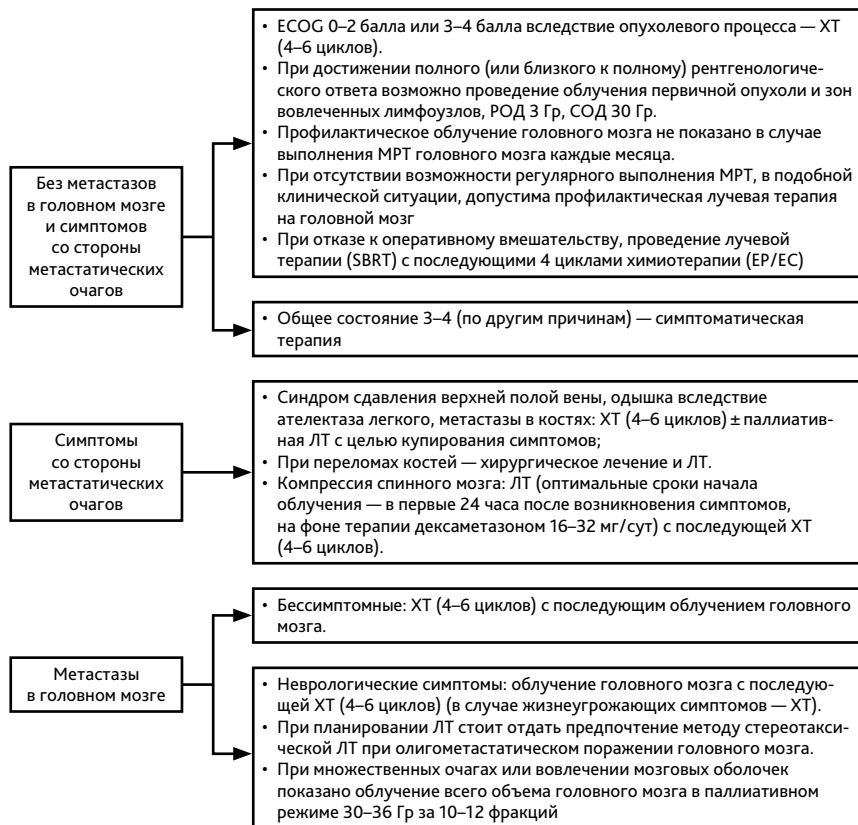 • ECOG 0–2 балла или 3–4 балла вследствие опухолевого процесса — ХТ
(4–6 циклов).
• При достижении полного (или близкого к полному) рентгенологиче-
ского ответа возможно проведение облучения первичной опухоли и зон
вовлеченных лимфоузлов, РОД 3 Гр, СОД 30 Гр.
• Профилактическое облучение головного мозга не показано в случае
выполнения МРТ головного мозга каждые месяца.
• При отсутствии возможности регулярного выполнения МРТ, в подобной
клинической ситуации, допустима профилактическая лучевая терапия
на головной мозг
• При отказе к оперативному вмешательству, проведение лучевой
терапии (SBRT) с последующими 4 циклами химиотерапии (EP/EC)
Без метастазов
в головном мозге
и симптомов
со стороны
метастатических
очагов
• Общее состояние 3–4 (по другим причинам) — симптоматическая
терапия
• Синдром сдавления верхней полой вены, одышка вследствие
ателектаза легкого, метастазы в костях: ХТ (4–6 циклов) ± паллиатив-
ная ЛТ с целью купирования симптомов;
• При переломах костей — хирургическое лечение и ЛТ.
• Компрессия спинного мозга: ЛТ (оптимальные сроки начала
облучения — в первые 24 часа после возникновения симптомов,
на фоне терапии дексаметазоном 16–32 мг/сут) с последующей ХТ
(4–6 циклов).
Симптомы
со стороны
метастатических
очагов
• Бессимптомные: ХТ (4–6 циклов) с последующим облучением головного
мозга.
Метастазы
в головном мозге
• Неврологические симптомы: облучение головного мозга с последую-
щей ХТ (4–6 циклов) (в случае жизнеугрожающих симптомов — ХТ).
• При планировании ЛТ стоит отдать предпочтение методу стереотакси-
ческой ЛТ при олигометастатическом поражении головного мозга.
• При множественных очагах или вовлечении мозговых оболочек
показано облучение всего объема головного мозга в паллиативном
режиме 30–36 Гр за 10–12 фракций